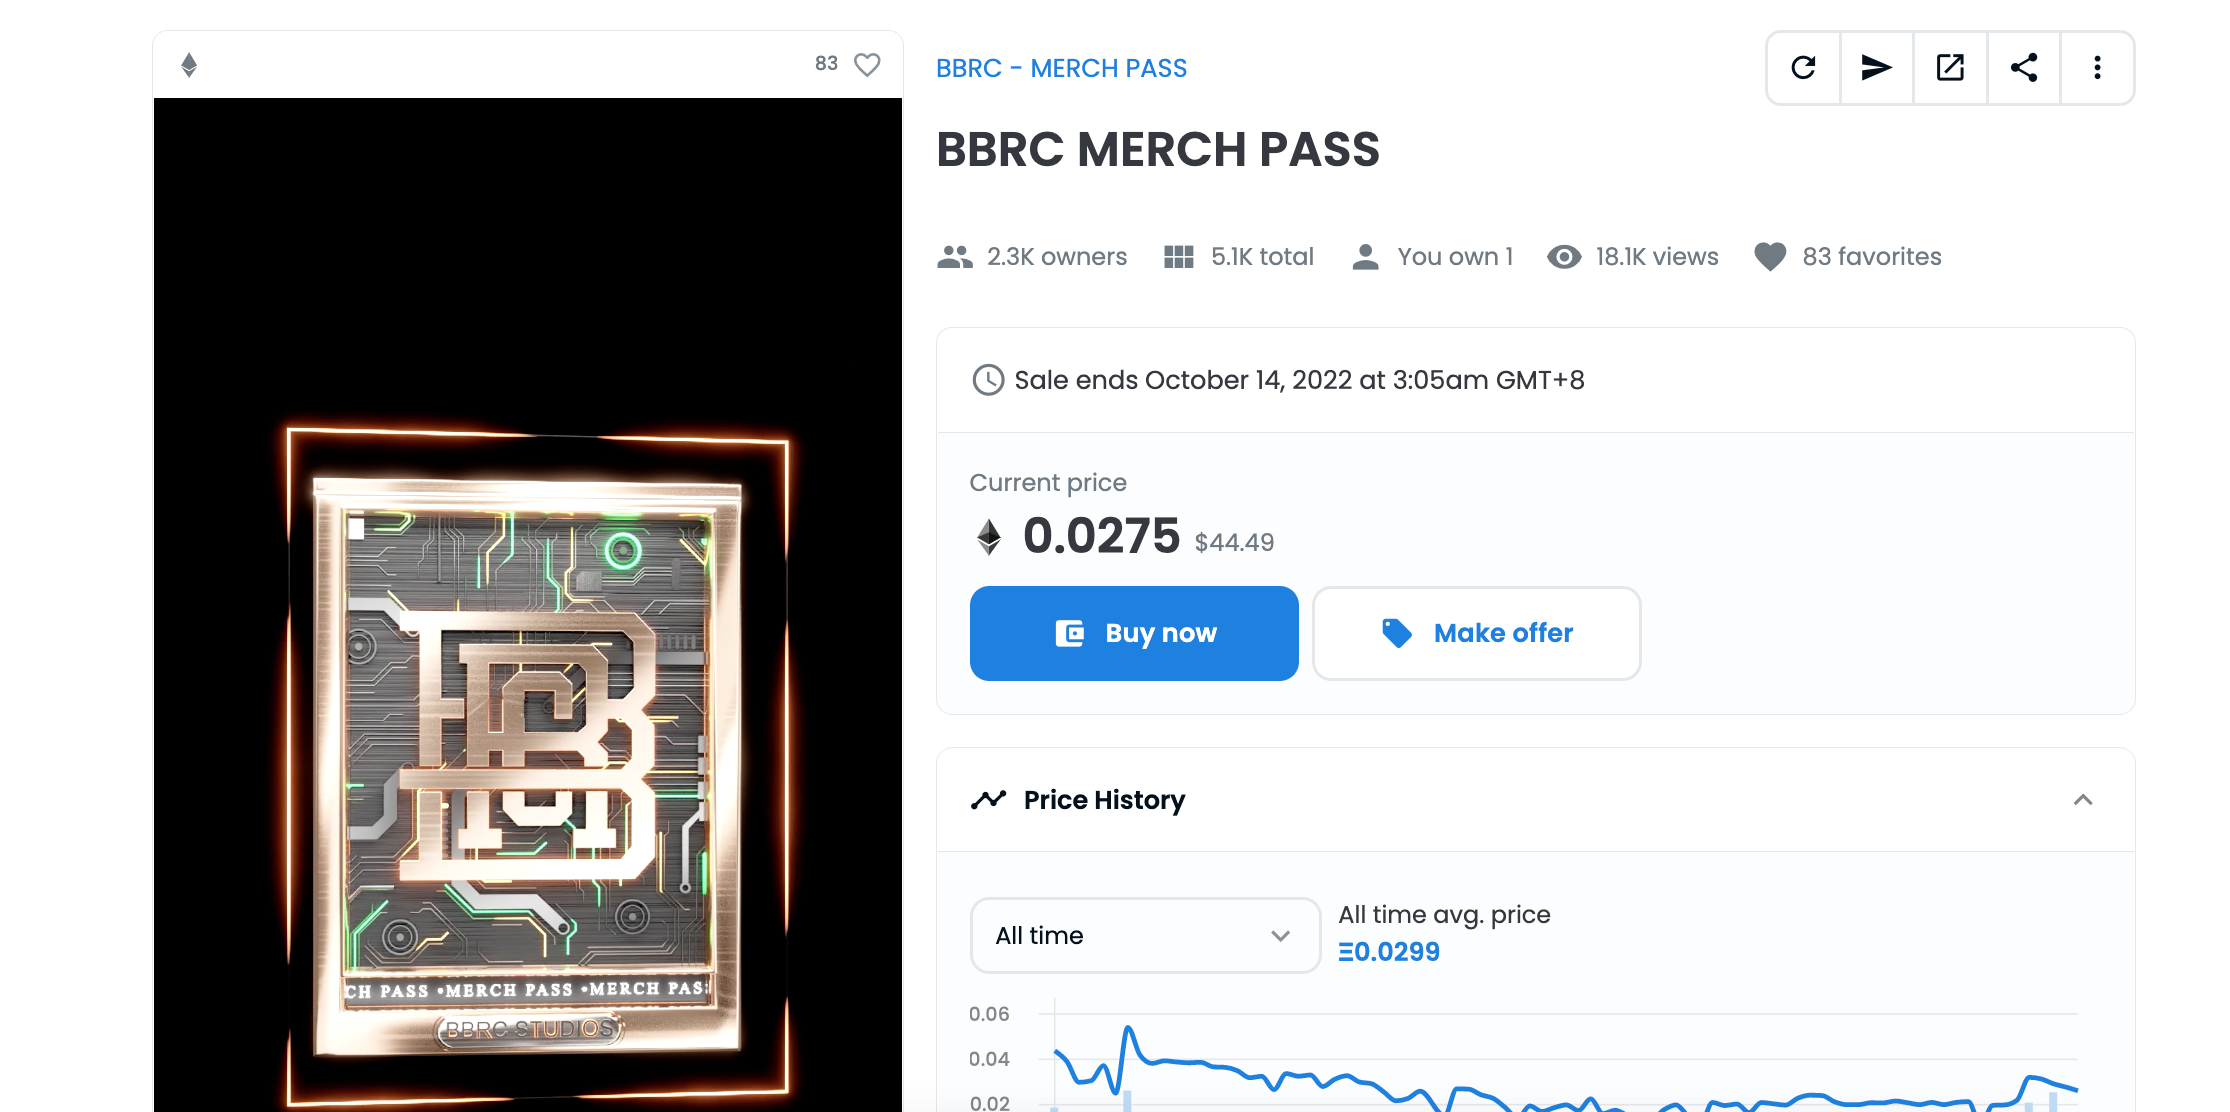 83
BBRC - MERCH PASS
BBRC MERCH PASS
2.3K owners
5.1K total
You own 1
18.1K views
83 favorites
Sale ends October 14, 2022 at 3:05am GMT+8
Current price
0.0275 $44.49
Buy now
Make offer
Price History
All time
All time avg. price
Ξ0.0299
0.06
0.04
0.02
CH PASS •MERCH PASS •MERCH PAS
BBRC STUDIOS